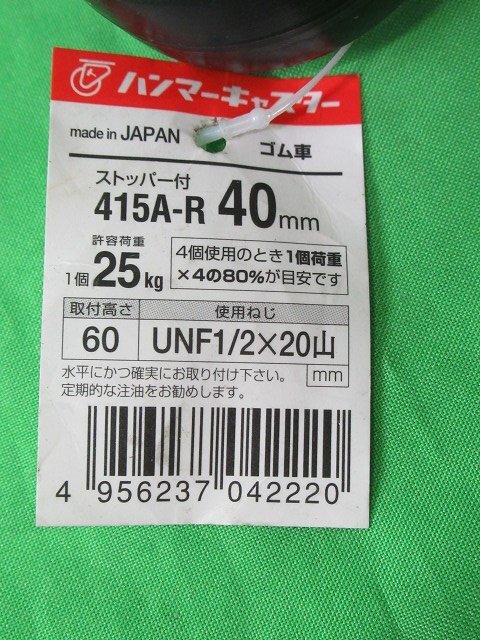 ハンマーキャスター
made in JAPAN
ゴム車
ストッパー付
415A-R 40mm
許容荷重
1個 25kg
4個使用のとき1個荷重
×4の80%が目安です
取付高さ 使用ねじ
60 UNF1/2×20山
水平にかつ確実にお取り付け下さい。 mm
定期的な注油をお勧めします。
4 956237 042220